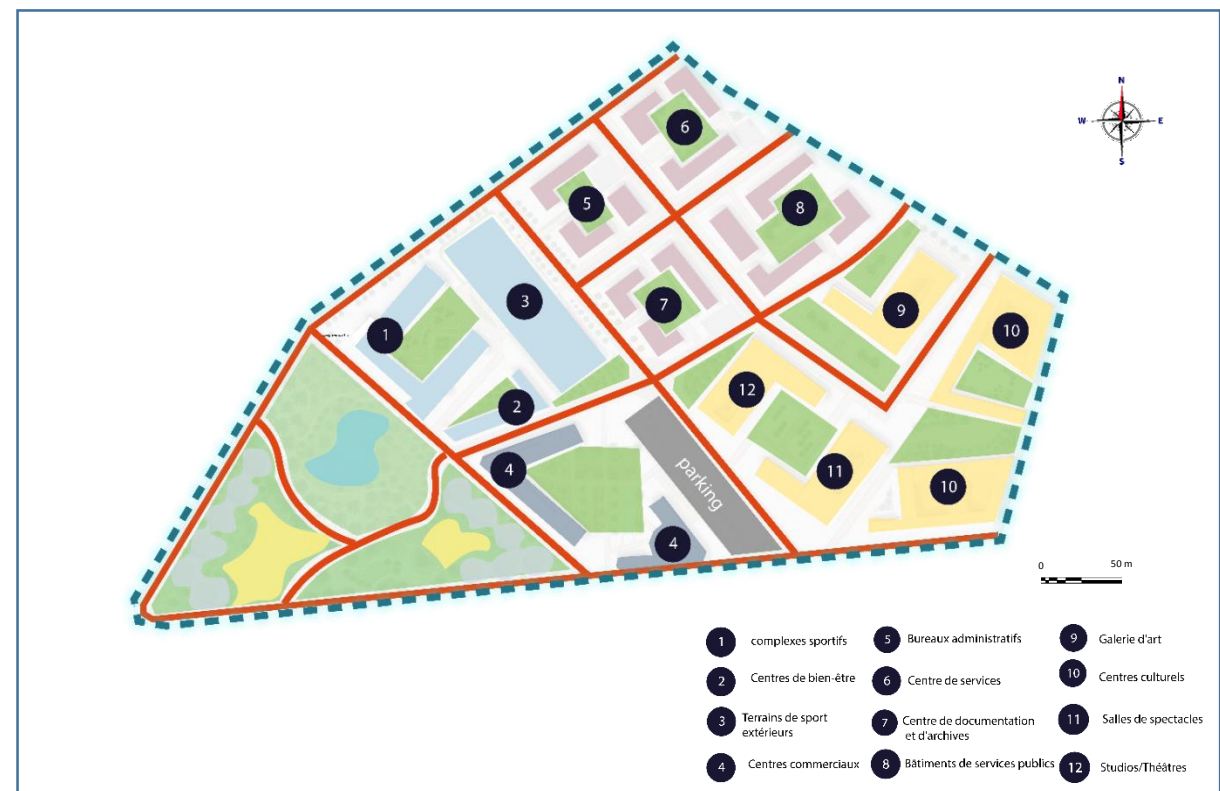 N
W
E
S
6
5
8
3
7
9
1
10
12
2
4
parking
11
10
4
0 50 m
1 complexes sportifs
2 Centres de bien-être
3 Terrains de sport
extérieurs
4 Centres commerciaux
5 Bureaux administratifs
6 Centre de services
7 Centre de documentation
et d'archives
8 Bâtiments de services publics
9 Galerie d'art
10 Centres culturels
11 Salles de spectacles
12 Studios/Théâtres